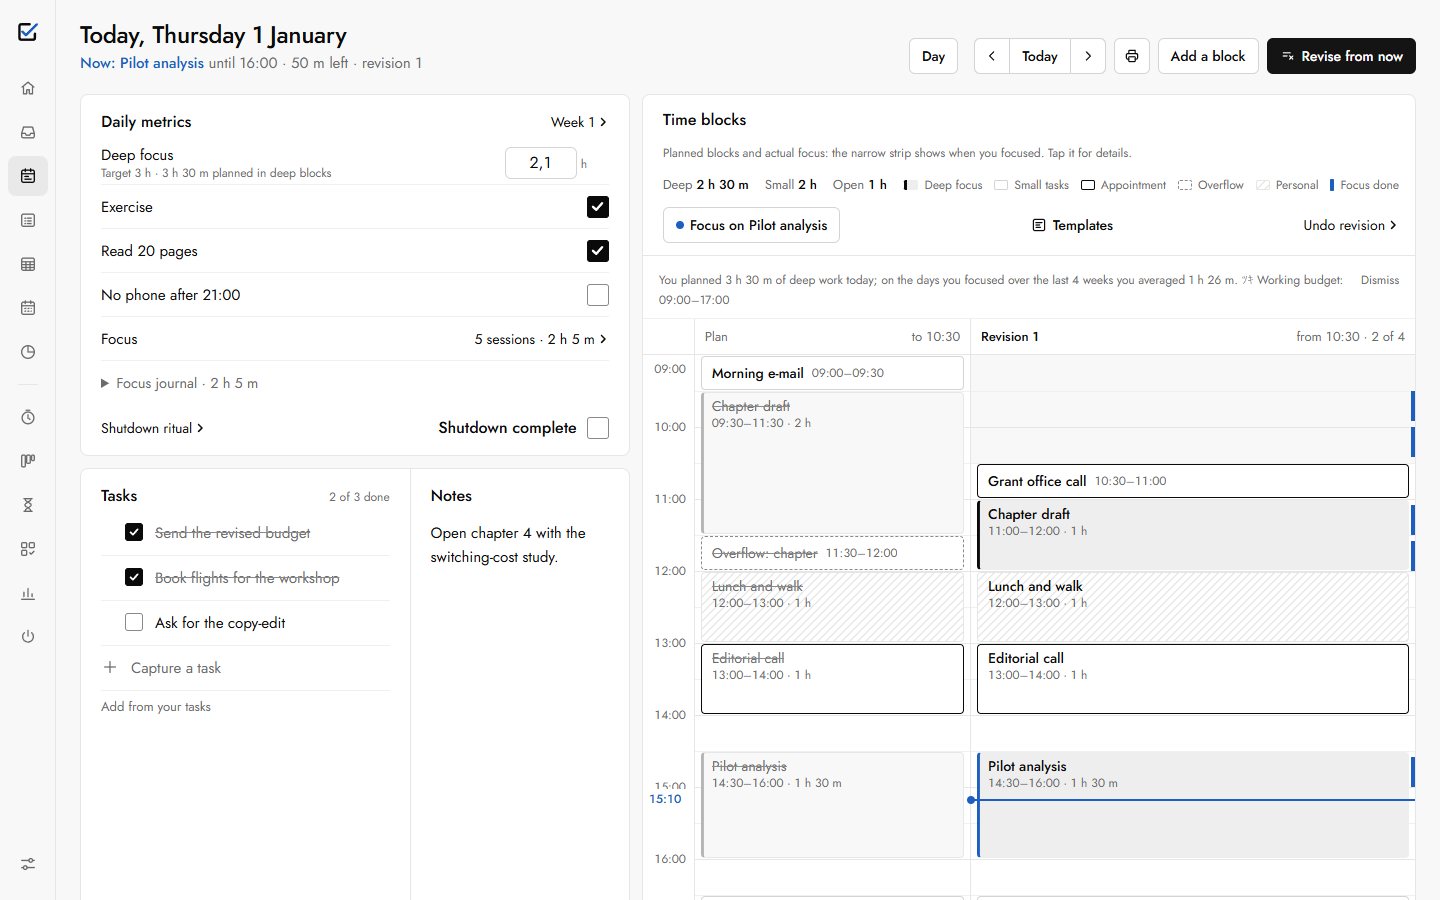 Today, Thursday 1 January
Now: Pilot analysis until 16:00 · 50 m left · revision 1
Day
Today
Add a block
Revise from now
Daily metrics
Week 1
Deep focus
Target 3 h · 3 h 30 m planned in deep blocks
2,1 h
Exercise
Read 20 pages
No phone after 21:00
Focus
5 sessions · 2 h 5 m
Focus journal · 2 h 5 m
Shutdown ritual
Shutdown complete
Tasks
2 of 3 done
Send the revised budget
Book flights for the workshop
Ask for the copy-edit
Capture a task
Add from your tasks
Notes
Open chapter 4 with the
switching-cost study.
Time blocks
Planned blocks and actual focus: the narrow strip shows when you focused. Tap it for details.
Deep 2 h 30 m Small 2 h Open 1 h Deep focus Small tasks Appointment Overflow Personal Focus done
Focus on Pilot analysis
Templates
Undo revision
You planned 3 h 30 m of deep work today; on the days you focused over the last 4 weeks you averaged 1 h 26 m. Working budget:
09:00–17:00
Dismiss
Plan
to 10:30
Revision 1
from 10:30 · 2 of 4
09:00
10:00
11:00
12:00
13:00
14:00
15:00
15:10
16:00
Morning e-mail 09:00–09:30
Chapter draft
09:30–11:30 · 2 h
Overflow: chapter 11:30–12:00
Lunch and walk
12:00–13:00 · 1 h
Editorial call
13:00–14:00 · 1 h
Pilot analysis
14:30–16:00 · 1 h 30 m
Grant office call 10:30–11:00
Chapter draft
11:00–12:00 · 1 h
Lunch and walk
12:00–13:00 · 1 h
Editorial call
13:00–14:00 · 1 h
Pilot analysis
14:30–16:00 · 1 h 30 m